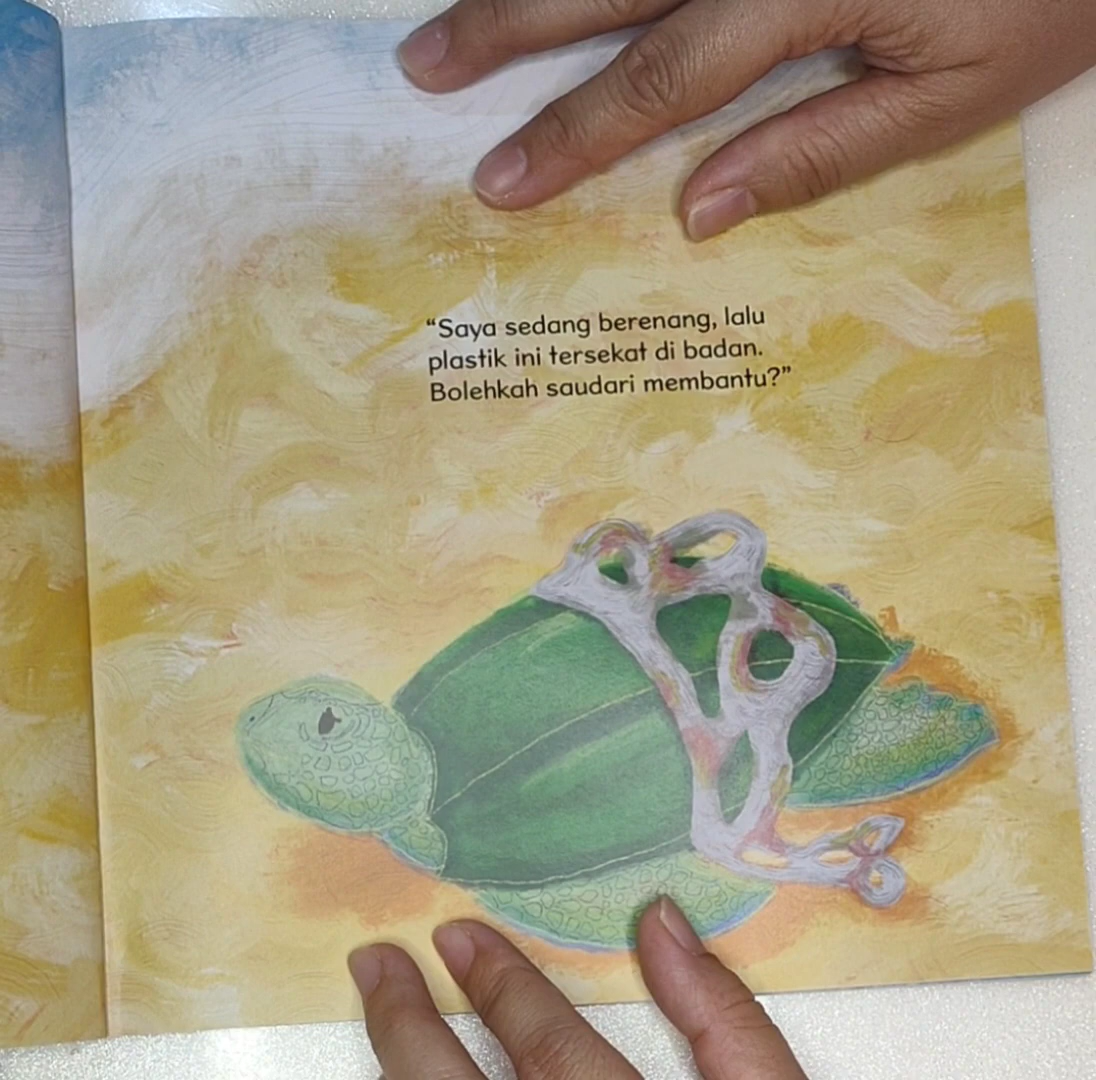 “Saya sedang berenang, lalu
plastik ini tersekat di badan.
Bolehkah saudari membantu?”